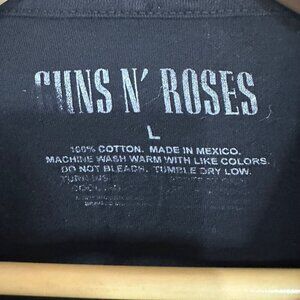 GUNS N' ROSES
L
100% COTTON. MADE IN MEXICO.
MACHINE WASH WARM WITH LIKE COLORS.
DO NOT BLEACH. TUMBLE DRY LOW.